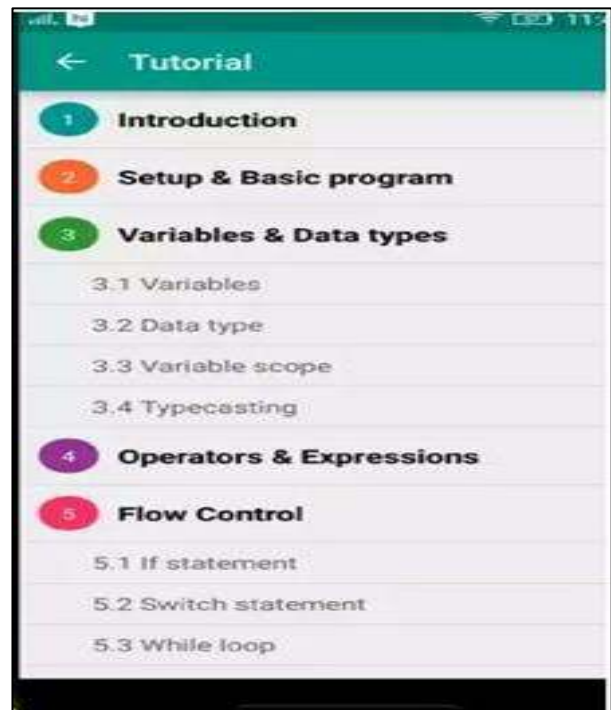 Tutorial
1 Introduction
2 Setup & Basic program
3 Variables & Data types
3.1 Variables
3.2 Data type
3.3 Variable scope
3.4 Typecasting
4 Operators & Expressions
5 Flow Control
5.1 If statement
5.2 Switch statement
5.3 While loop